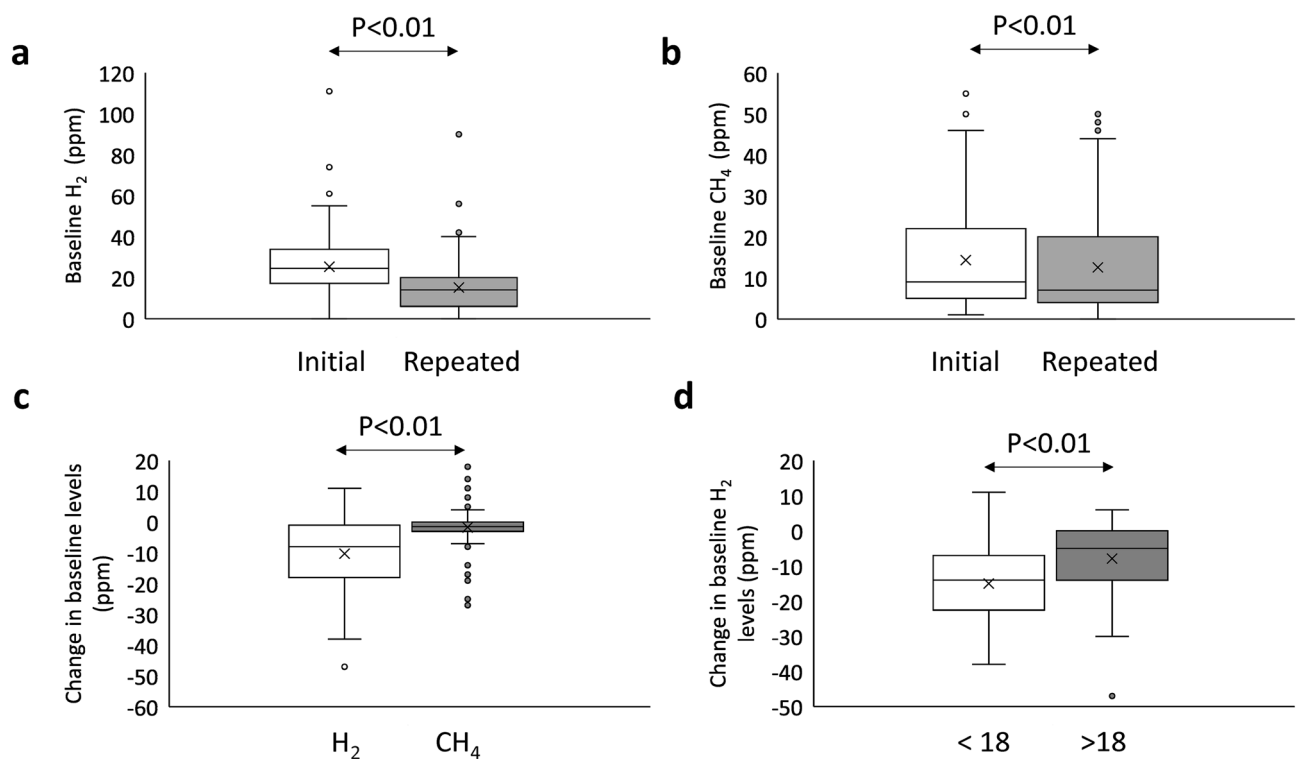 a
P<0.01
Baseline H₂ (ppm)
120
100
80
60
40
20
0
Initial Repeated
b
P<0.01
Baseline CH₄ (ppm)
60
50
40
30
20
10
0
Initial Repeated
c
P<0.01
Change in baseline levels
(ppm)
20
10
0
-10
-20
-30
-40
-50
-60
H₂ CH₄
d
P<0.01
Change in baseline H₂
levels (ppm)
20
10
0
-10
-20
-30
-40
-50
< 18 >18